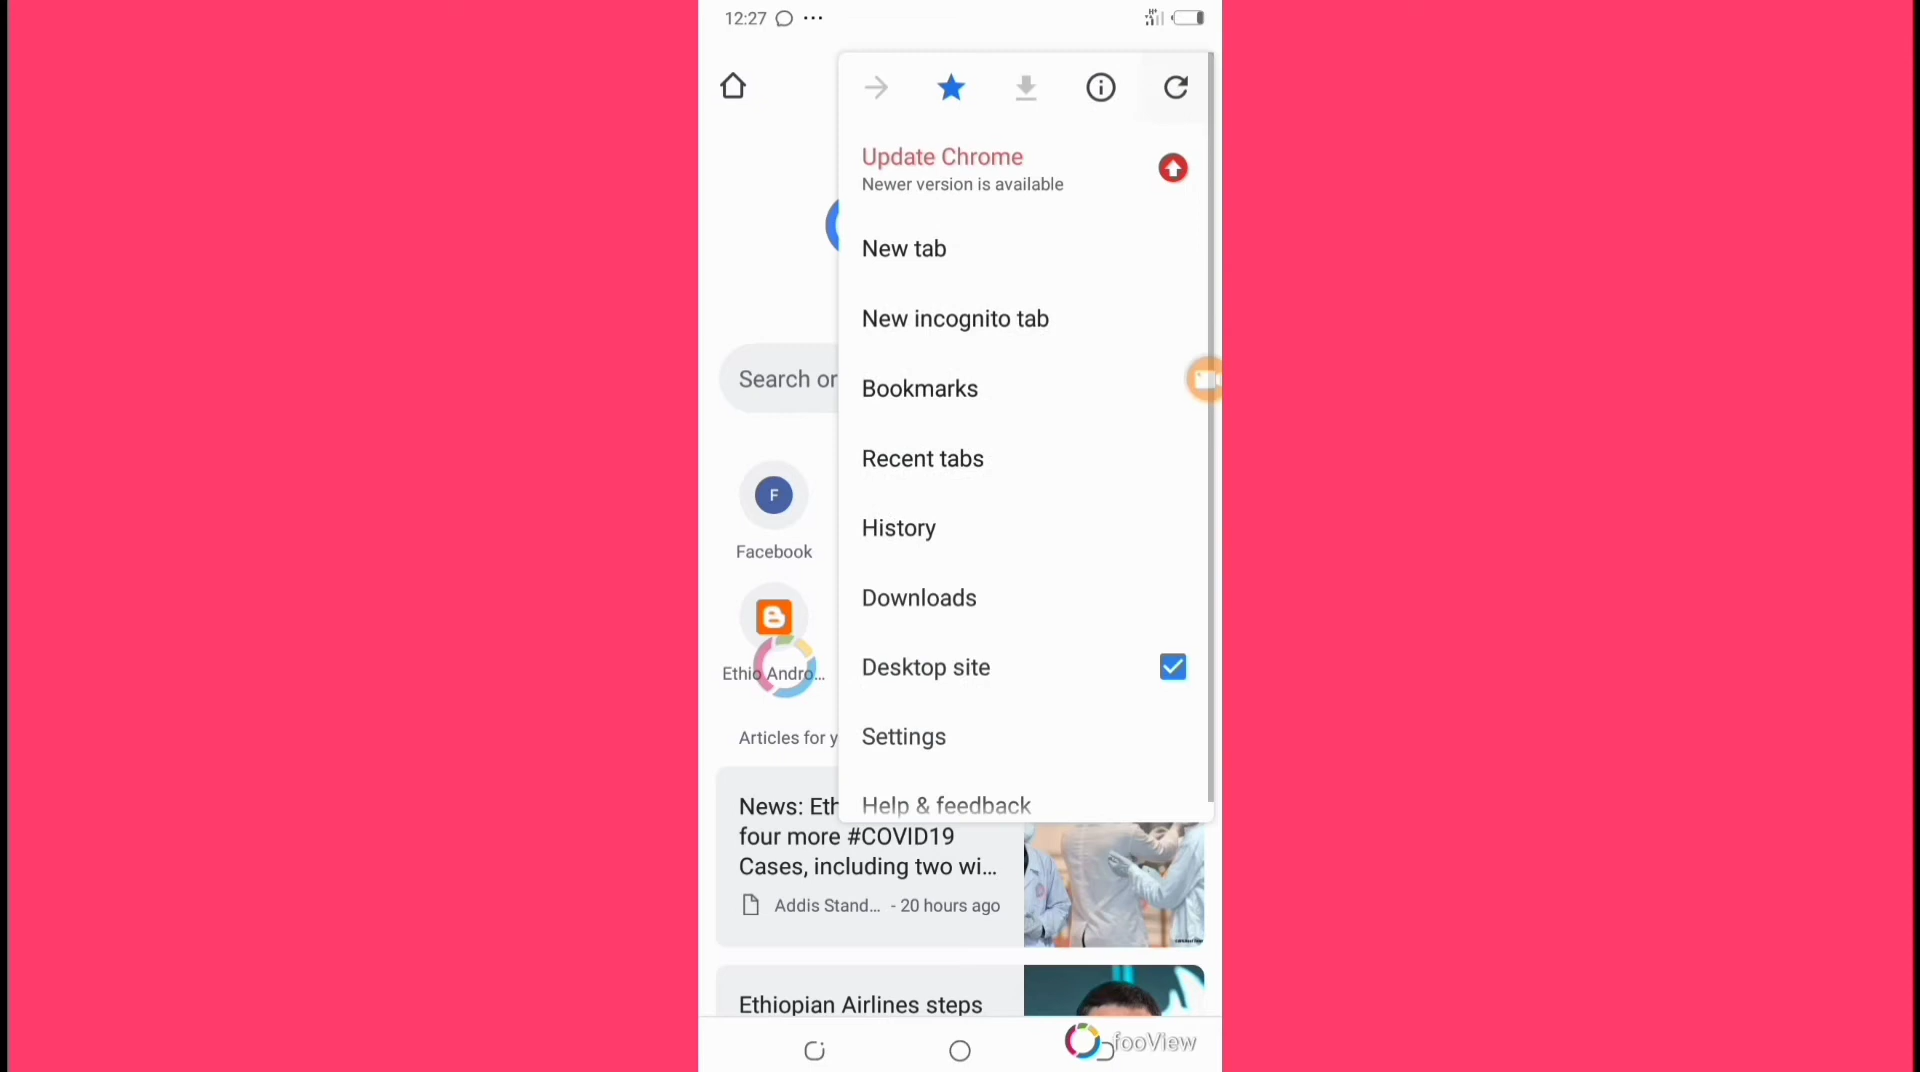 12:27
Update Chrome
Newer version is available
New tab
New incognito tab
Search or
Bookmarks
Recent tabs
F
Facebook
History
Downloads
Ethio Andro...
Desktop site
Articles for y
Settings
Help & feedback
News: Eth
four more #COVID19
Cases, including two wi...
Addis Stand... - 20 hours ago
Ethiopian Airlines steps
fooView